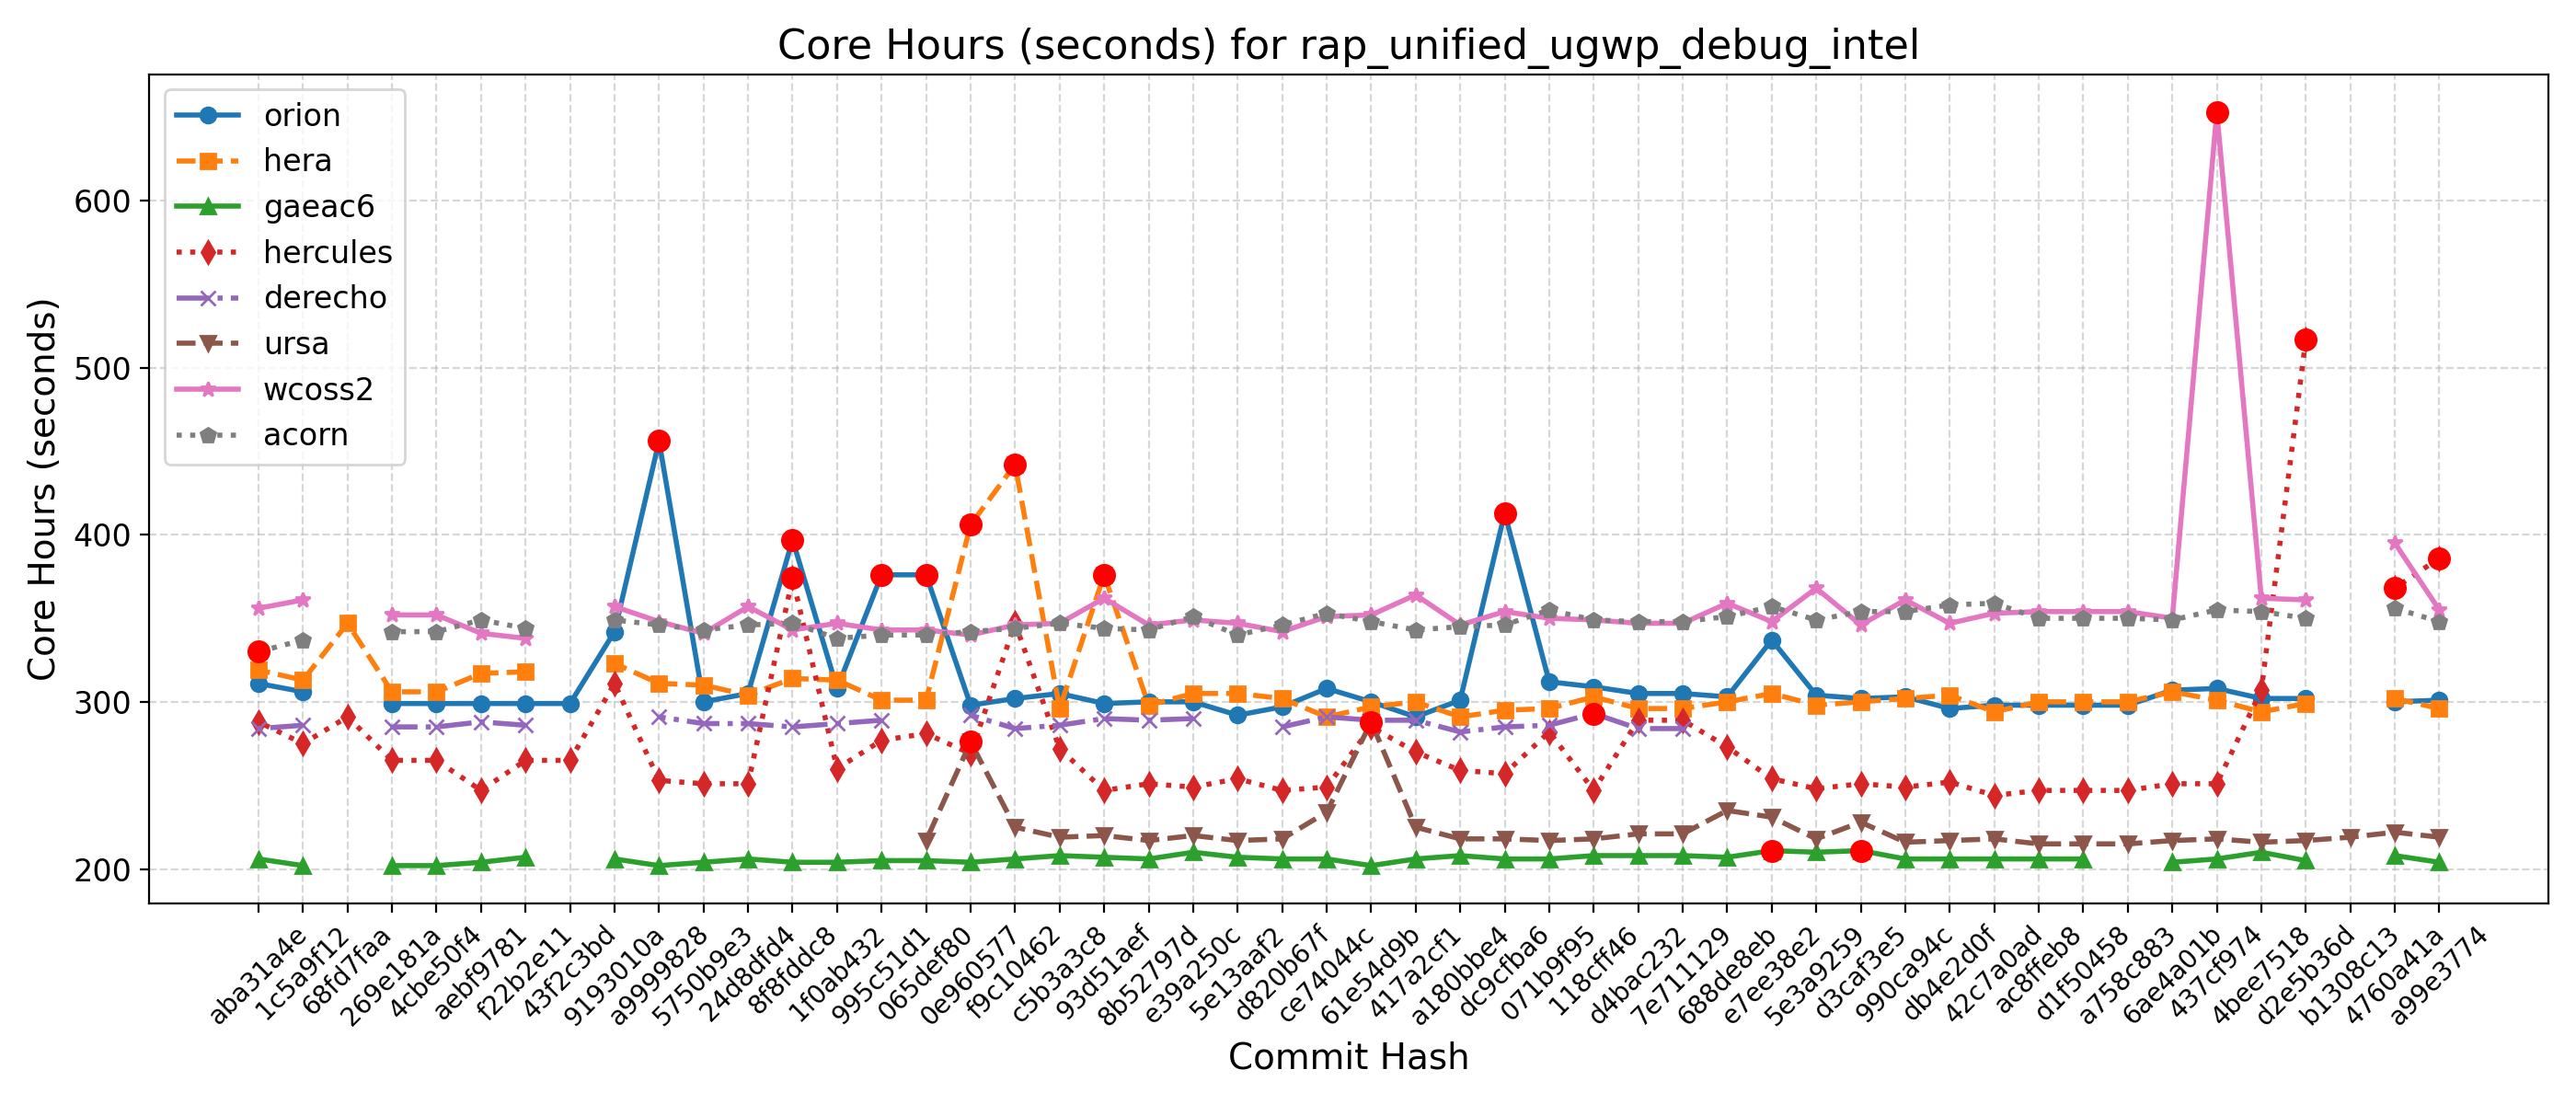 Core Hours (seconds) for rap_unified_ugwp_debug_intel
orion
hera
gaeac6
hercules
derecho
ursa
wcoss2
acorn
Core Hours (seconds)
600
500
400
300
200
aba31a4e
1c5a9f12
68fd7faa
269e181a
4cbe50f4
aebf9781
f22b2e11
43f2c3bd
9193010a
a9999828
5750b9e3
24d8dfd4
8f8fddc8
1f0ab432
995c51d1
065def80
0e960577
f9c10462
c5b3a3c8
93d51aef
8b52797d
e39a250c
5e13aaf2
d820b67f
ce74044c
61e54d9b
417a2cf1
a180bbe4
dc9cfba6
071b9f95
118cff46
d4bac232
7e711129
688de8eb
e7ee38e2
5e3a9259
d3caf3e5
990ca94c
db4e2d0f
42c7a0ad
ac8ffeb8
d1f50458
a758c883
6ae4a01b
437cf974
4bee7518
d2e5b36d
b1308c13
4760a41a
a99e3774
Commit Hash